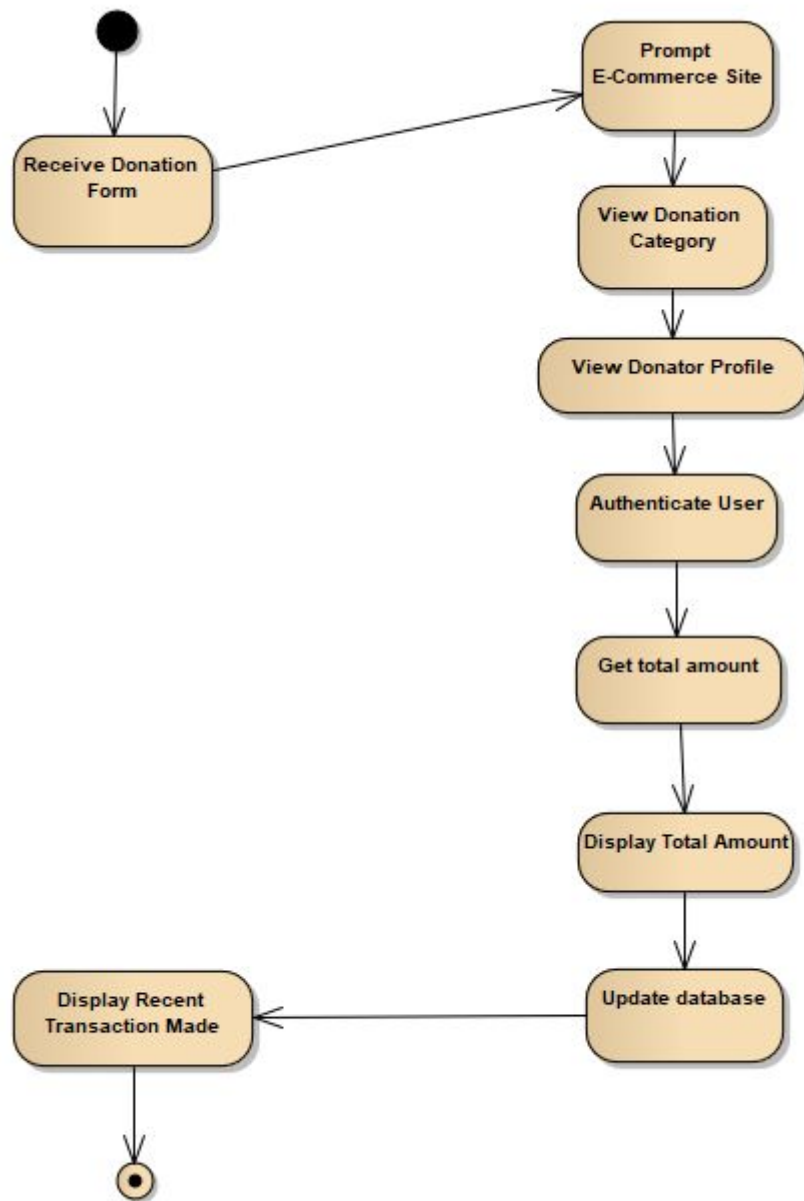 Prompt
E-Commerce Site
Receive Donation
Form
View Donation
Category
View Donator Profile
Authenticate User
Get total amount
Display Total Amount
Update database
Display Recent
Transaction Made